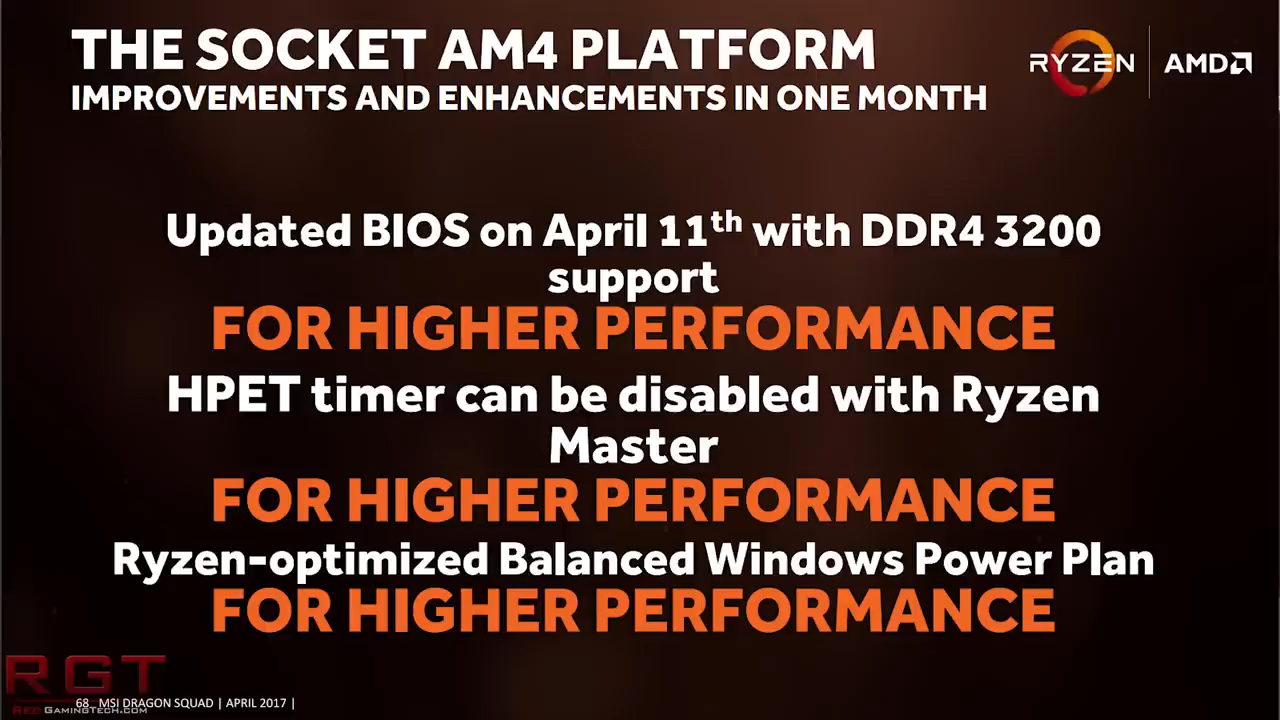 THE SOCKET AM4 PLATFORM
IMPROVEMENTS AND ENHANCEMENTS IN ONE MONTH
RYZEN
AMD
Updated BIOS on April 11th with DDR4 3200
support
FOR HIGHER PERFORMANCE
HPET timer can be disabled with Ryzen
Master
FOR HIGHER PERFORMANCE
Ryzen-optimized Balanced Windows Power Plan
FOR HIGHER PERFORMANCE
RGT
68 MSI DRAGON SQUAD | APRIL 2017 |
REDGAMINGTECH.COM